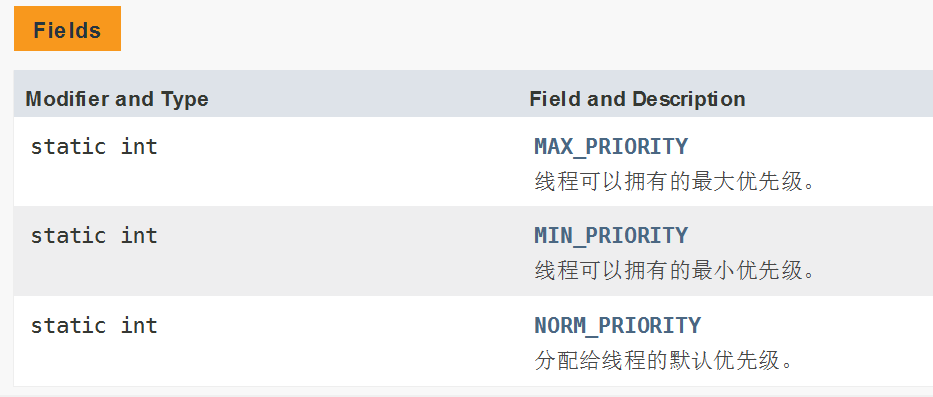 Fields
Modifier and Type Field and Description
static int MAX_PRIORITY
线程可以拥有的最大优先级。
static int MIN_PRIORITY
线程可以拥有的最小优先级。
static int NORM_PRIORITY
分配给线程的默认优先级。